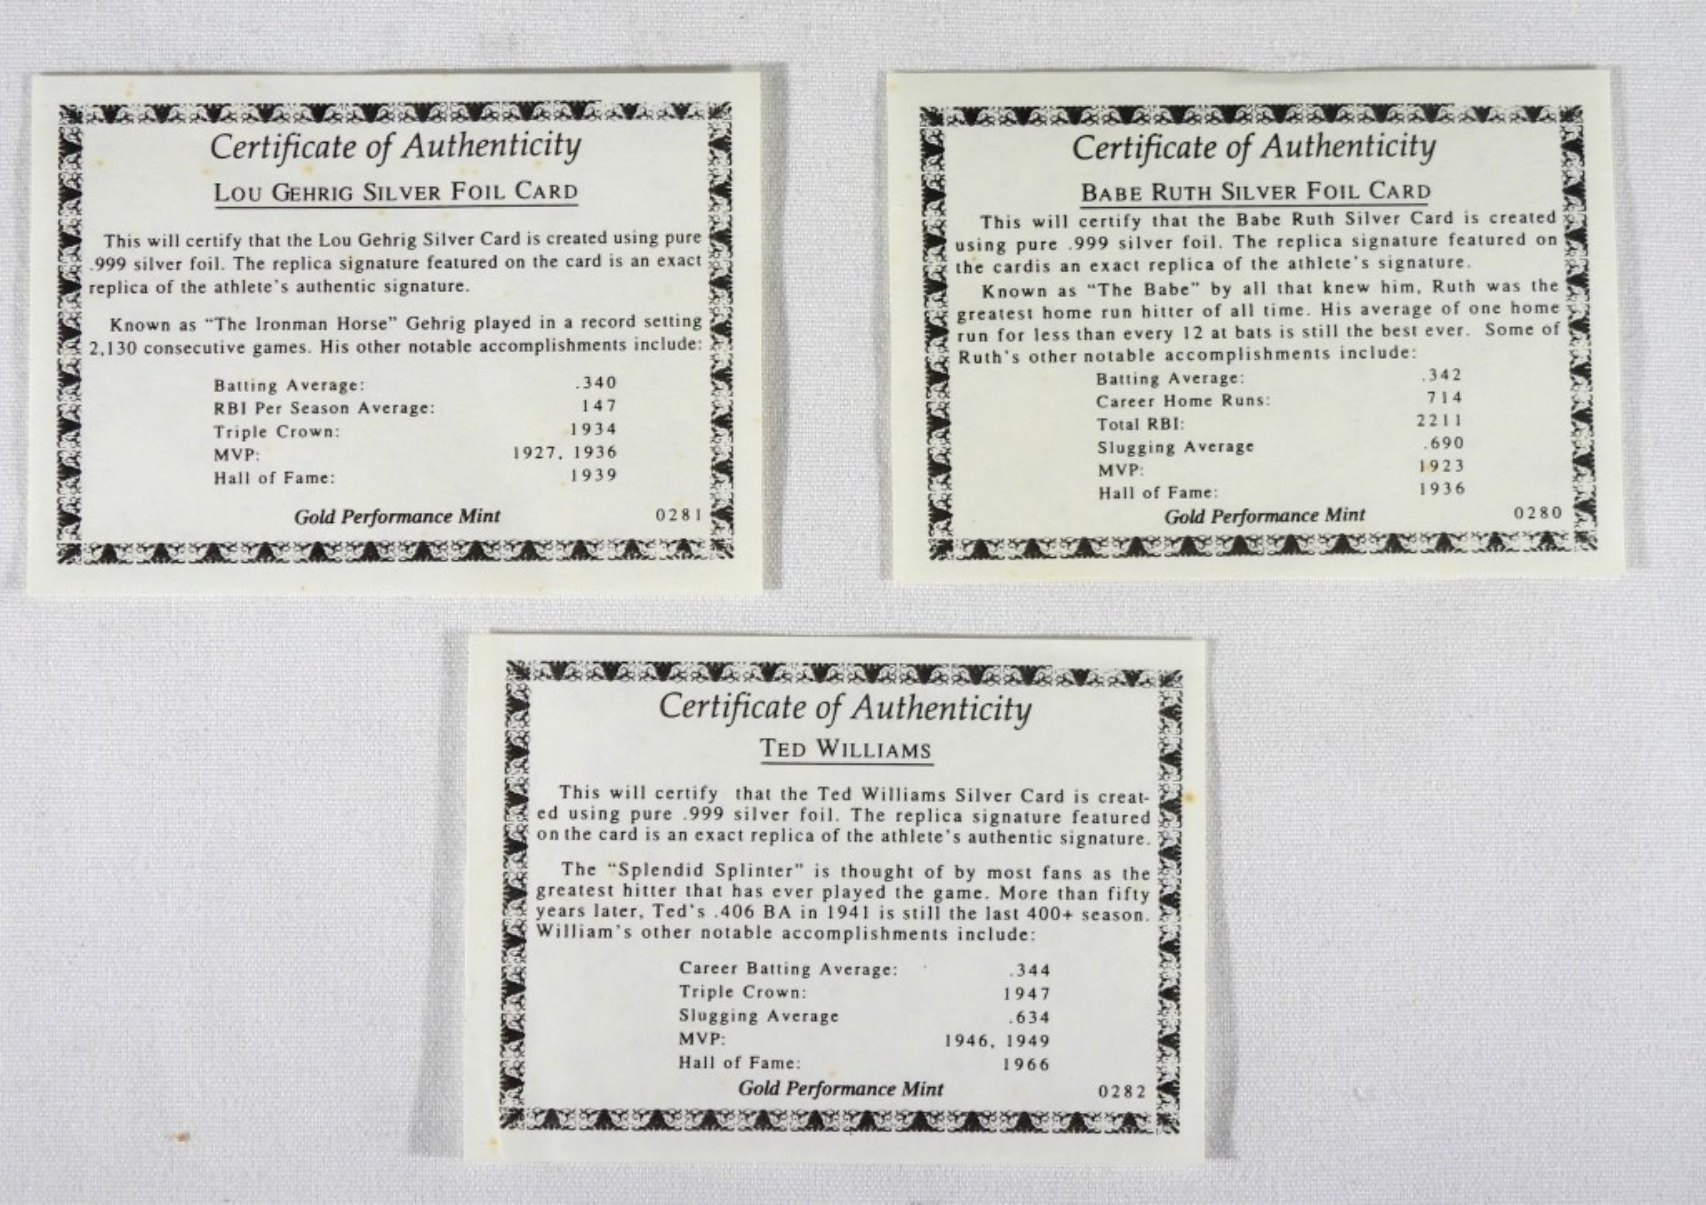 Certificate of Authenticity
LOU GEHRIG SILVER FOIL CARD
This will certify that the Lou Gehrig Silver Card is created using pure
.999 silver foil. The replica signature featured on the card is an exact
replica of the athlete's authentic signature.
Known as "The Ironman Horse" Gehrig played in a record setting
2,130 consecutive games. His other notable accomplishments include:
Batting Average: .340
RBI Per Season Average: 147
Triple Crown: 1934
MVP: 1927, 1936
Hall of Fame: 1939
Gold Performance Mint 0281
Certificate of Authenticity
BABE RUTH SILVER FOIL CARD
This will certify that the Babe Ruth Silver Card is created
using pure .999 silver foil. The replica signature featured on
the cardis an exact replica of the athlete's signature.
Known as "The Babe" by all that knew him, Ruth was the
greatest home run hitter of all time. His average of one home
run for less than every 12 at bats is still the best ever. Some of
Ruth's other notable accomplishments include:
Batting Average: .342
Career Home Runs: 714
Total RBI: 2211
Slugging Average .690
MVP: 1923
Hall of Fame: 1936
Gold Performance Mint 0280
Certificate of Authenticity
TED WILLIAMS
This will certify that the Ted Williams Silver Card is creat-
ed using pure .999 silver foil. The replica signature featured
on the card is an exact replica of the athlete's authentic signature.
The "Splendid Splinter" is thought of by most fans as the
greatest hitter that has ever played the game. More than fifty
years later, Ted's .406 BA in 1941 is still the last 400+ season.
William's other notable accomplishments include:
Career Batting Average: .344
Triple Crown: 1947
Slugging Average .634
MVP: 1946, 1949
Hall of Fame: 1966
Gold Performance Mint 0282